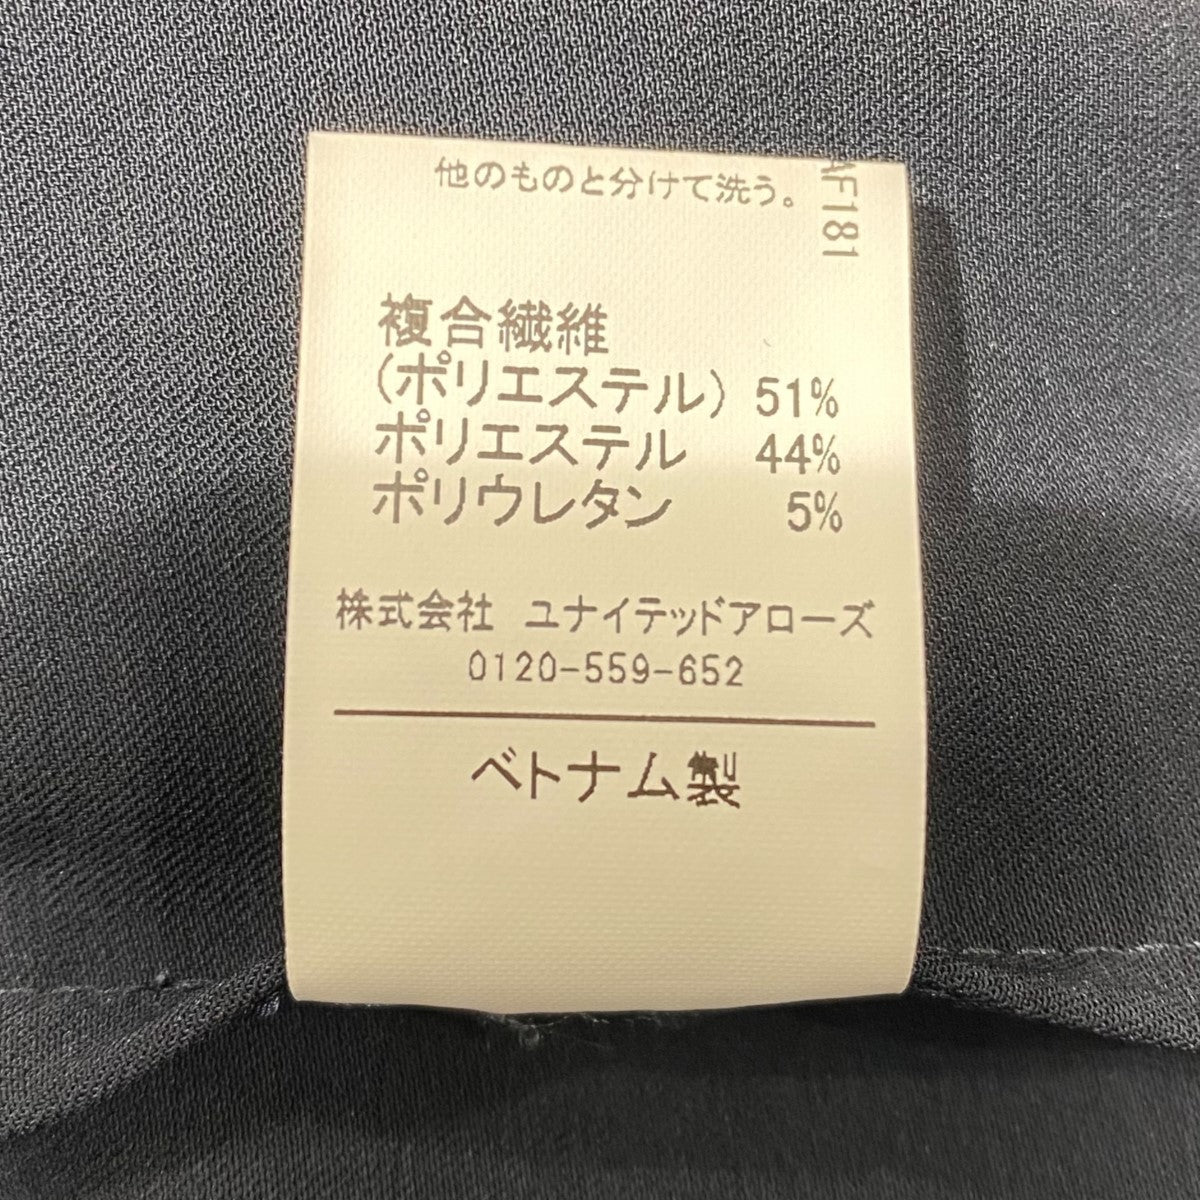 他のものと分けて洗う。
AF181
複合繊維
(ポリエステル) 51%
ポリエステル 44%
ポリウレタン 5%
株式会社 ユナイテッドアローズ
0120-559-652
ベトナム製